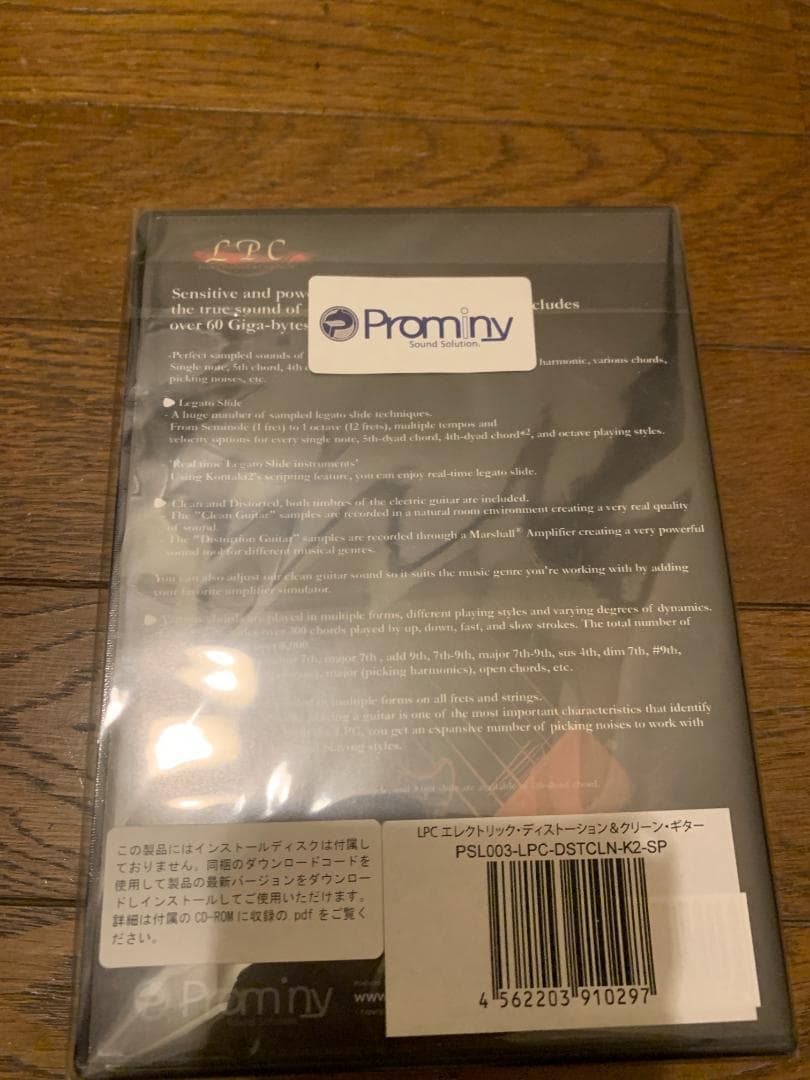 LPC
Sensitive and
the true sound of
cludes
over 60 Giga-bytes
Prominy
Sound Solution.
-Perfect sampled sounds of
Single note, 5th chord, 4th
harmonic, various chords,
picking noises, etc.
Legato Slide
- A huge number of sampled legato slide techniques.
From Seminole (1 fret) to 1 octave (12 frets), multiple tempos and
velocity options for every single note, 5th-dyad chord, 4th-dyad chord*2, and octave playing styles.
"Real-time Legato Slide instruments"
Using Kontakt2's scripting feature, you can enjoy real-time legato slide.
Clean and Distorted, both timbres of the electric guitar are included.
- The "Clean Guitar" samples are recorded in a natural room environment creating a very real quality
of sound.
- The "Distortion Guitar" samples are recorded through a Marshall® Amplifier creating a very powerful
sound tool for different musical genres.
You can also adjust our clean guitar sound so it suits the music genre you're working with by adding
your favorite amplifier simulator.
chords are played in multiple forms, different playing styles and varying degrees of dynamics.
over 300 chords played by up, down, fast, and slow strokes. The total number of
7th, major 7th , add 9th, 7th-9th, major 7th-9th, sus 4th, dim 7th, #9th,
major (picking harmonics), open chords, etc.
in multiple forms on all frets and strings.
playing a guitar is one of the most important characteristics that identify
LPC, you get an expansive number of picking noises to work with
playing styles.
この製品にはインストールディスクは付属し
ておりません。同梱のダウンロードコードを
使用して製品の最新バージョンをダウンロー
ドしインストールしてご使用いただけます。
詳細は付属の CD-ROM に収録の pdf をご覧く
ださい。
LPC エレクトリック・ディストーション＆クリーン・ギター
PSL003-LPC-DSTCLN-K2-SP
4 562203 910297
Prominy
www